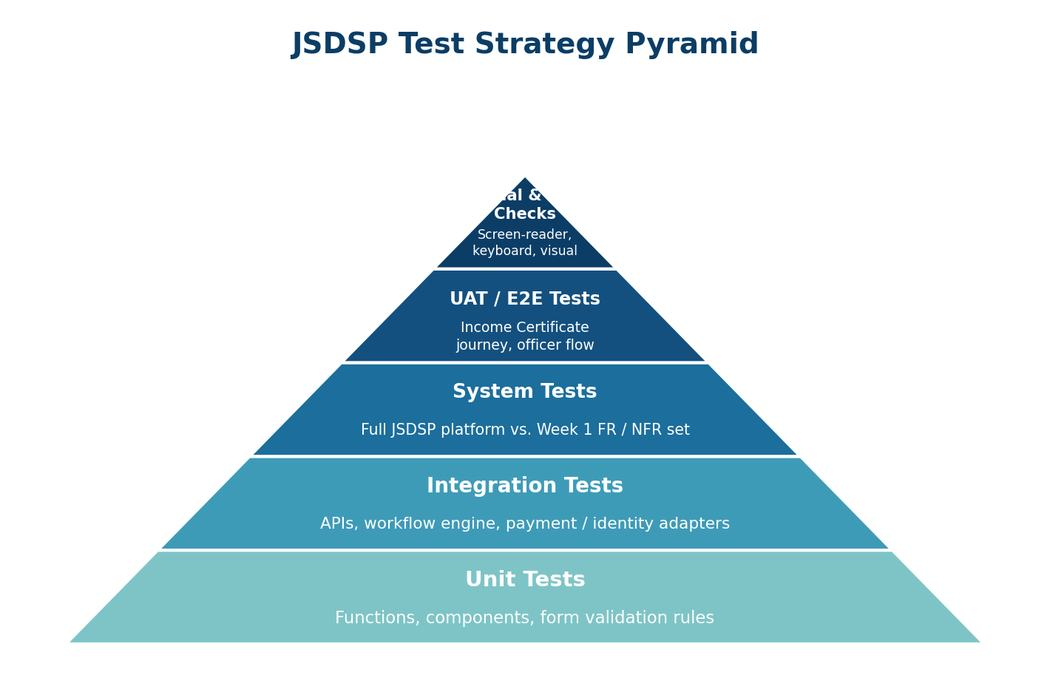 JSDSP Test Strategy Pyramid
al &
Checks
Screen-reader,
keyboard, visual
UAT / E2E Tests
Income Certificate
journey, officer flow
System Tests
Full JSDSP platform vs. Week 1 FR / NFR set
Integration Tests
APIs, workflow engine, payment / identity adapters
Unit Tests
Functions, components, form validation rules